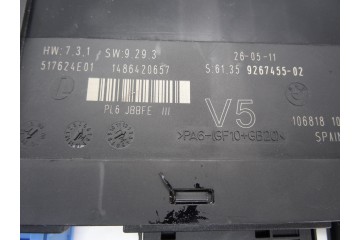 HW:7.3.1 / SW:9.29.3 26-05-11
517624E01 1486420657 S:61.35 9267455-02
PL6 JBBFE III V5
106818 10
>PA6-(GF10+GB20)<
SPAIN